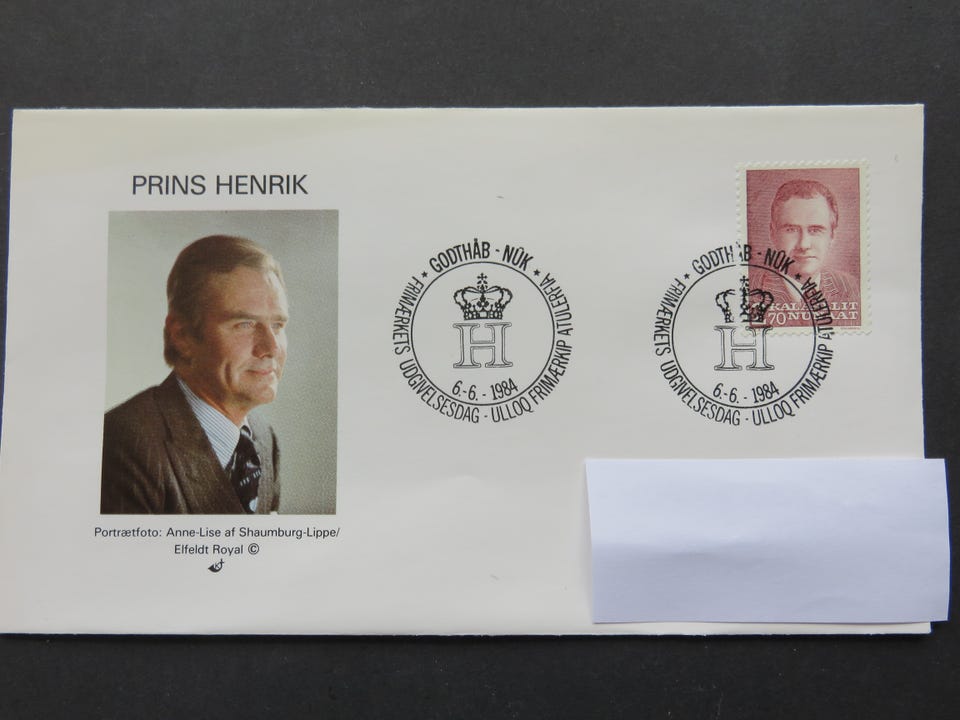 PRINS HENRIK
Portrætfoto: Anne-Lise af Shaumburg-Lippe/
Elfeldt Royal ©
★ GODTHÅB - NÛK ★
H
6.-6. - 1984
FRIMÆRKETS UDGIVELSESDAG - ULLOQ FRIMÆRKIP ATULERFIA
★ GODTHÅB - NÛK ★
H
6.-6. - 1984
FRIMÆRKETS UDGIVELSESDAG - ULLOQ FRIMÆRKIP ATULERFIA
KALAALLIT
70 NUNAAT